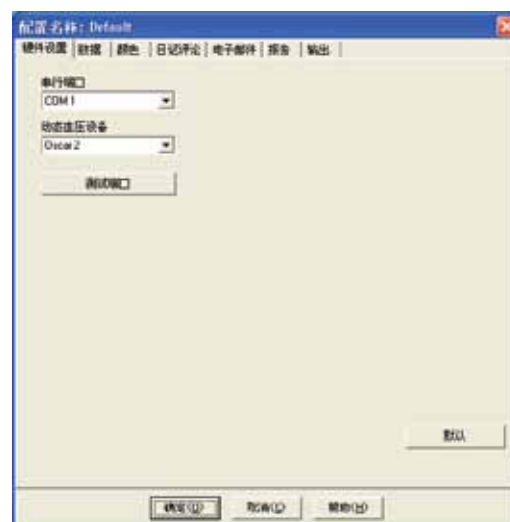 配置名称: Default
硬件设置 数据 颜色 日记评论 电子邮件 报告 输出
串行端口
COM1
动态血压设备
Oscar 2
测试端口
默认
确定(O) 取消(C) 帮助(H)